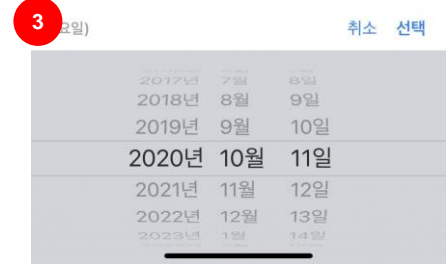 3 요일) 취소 선택
2017년 7월 8일
2018년 8월 9일
2019년 9월 10일
2020년 10월 11일
2021년 11월 12일
2022년 12월 13일
2023년 1월 14일